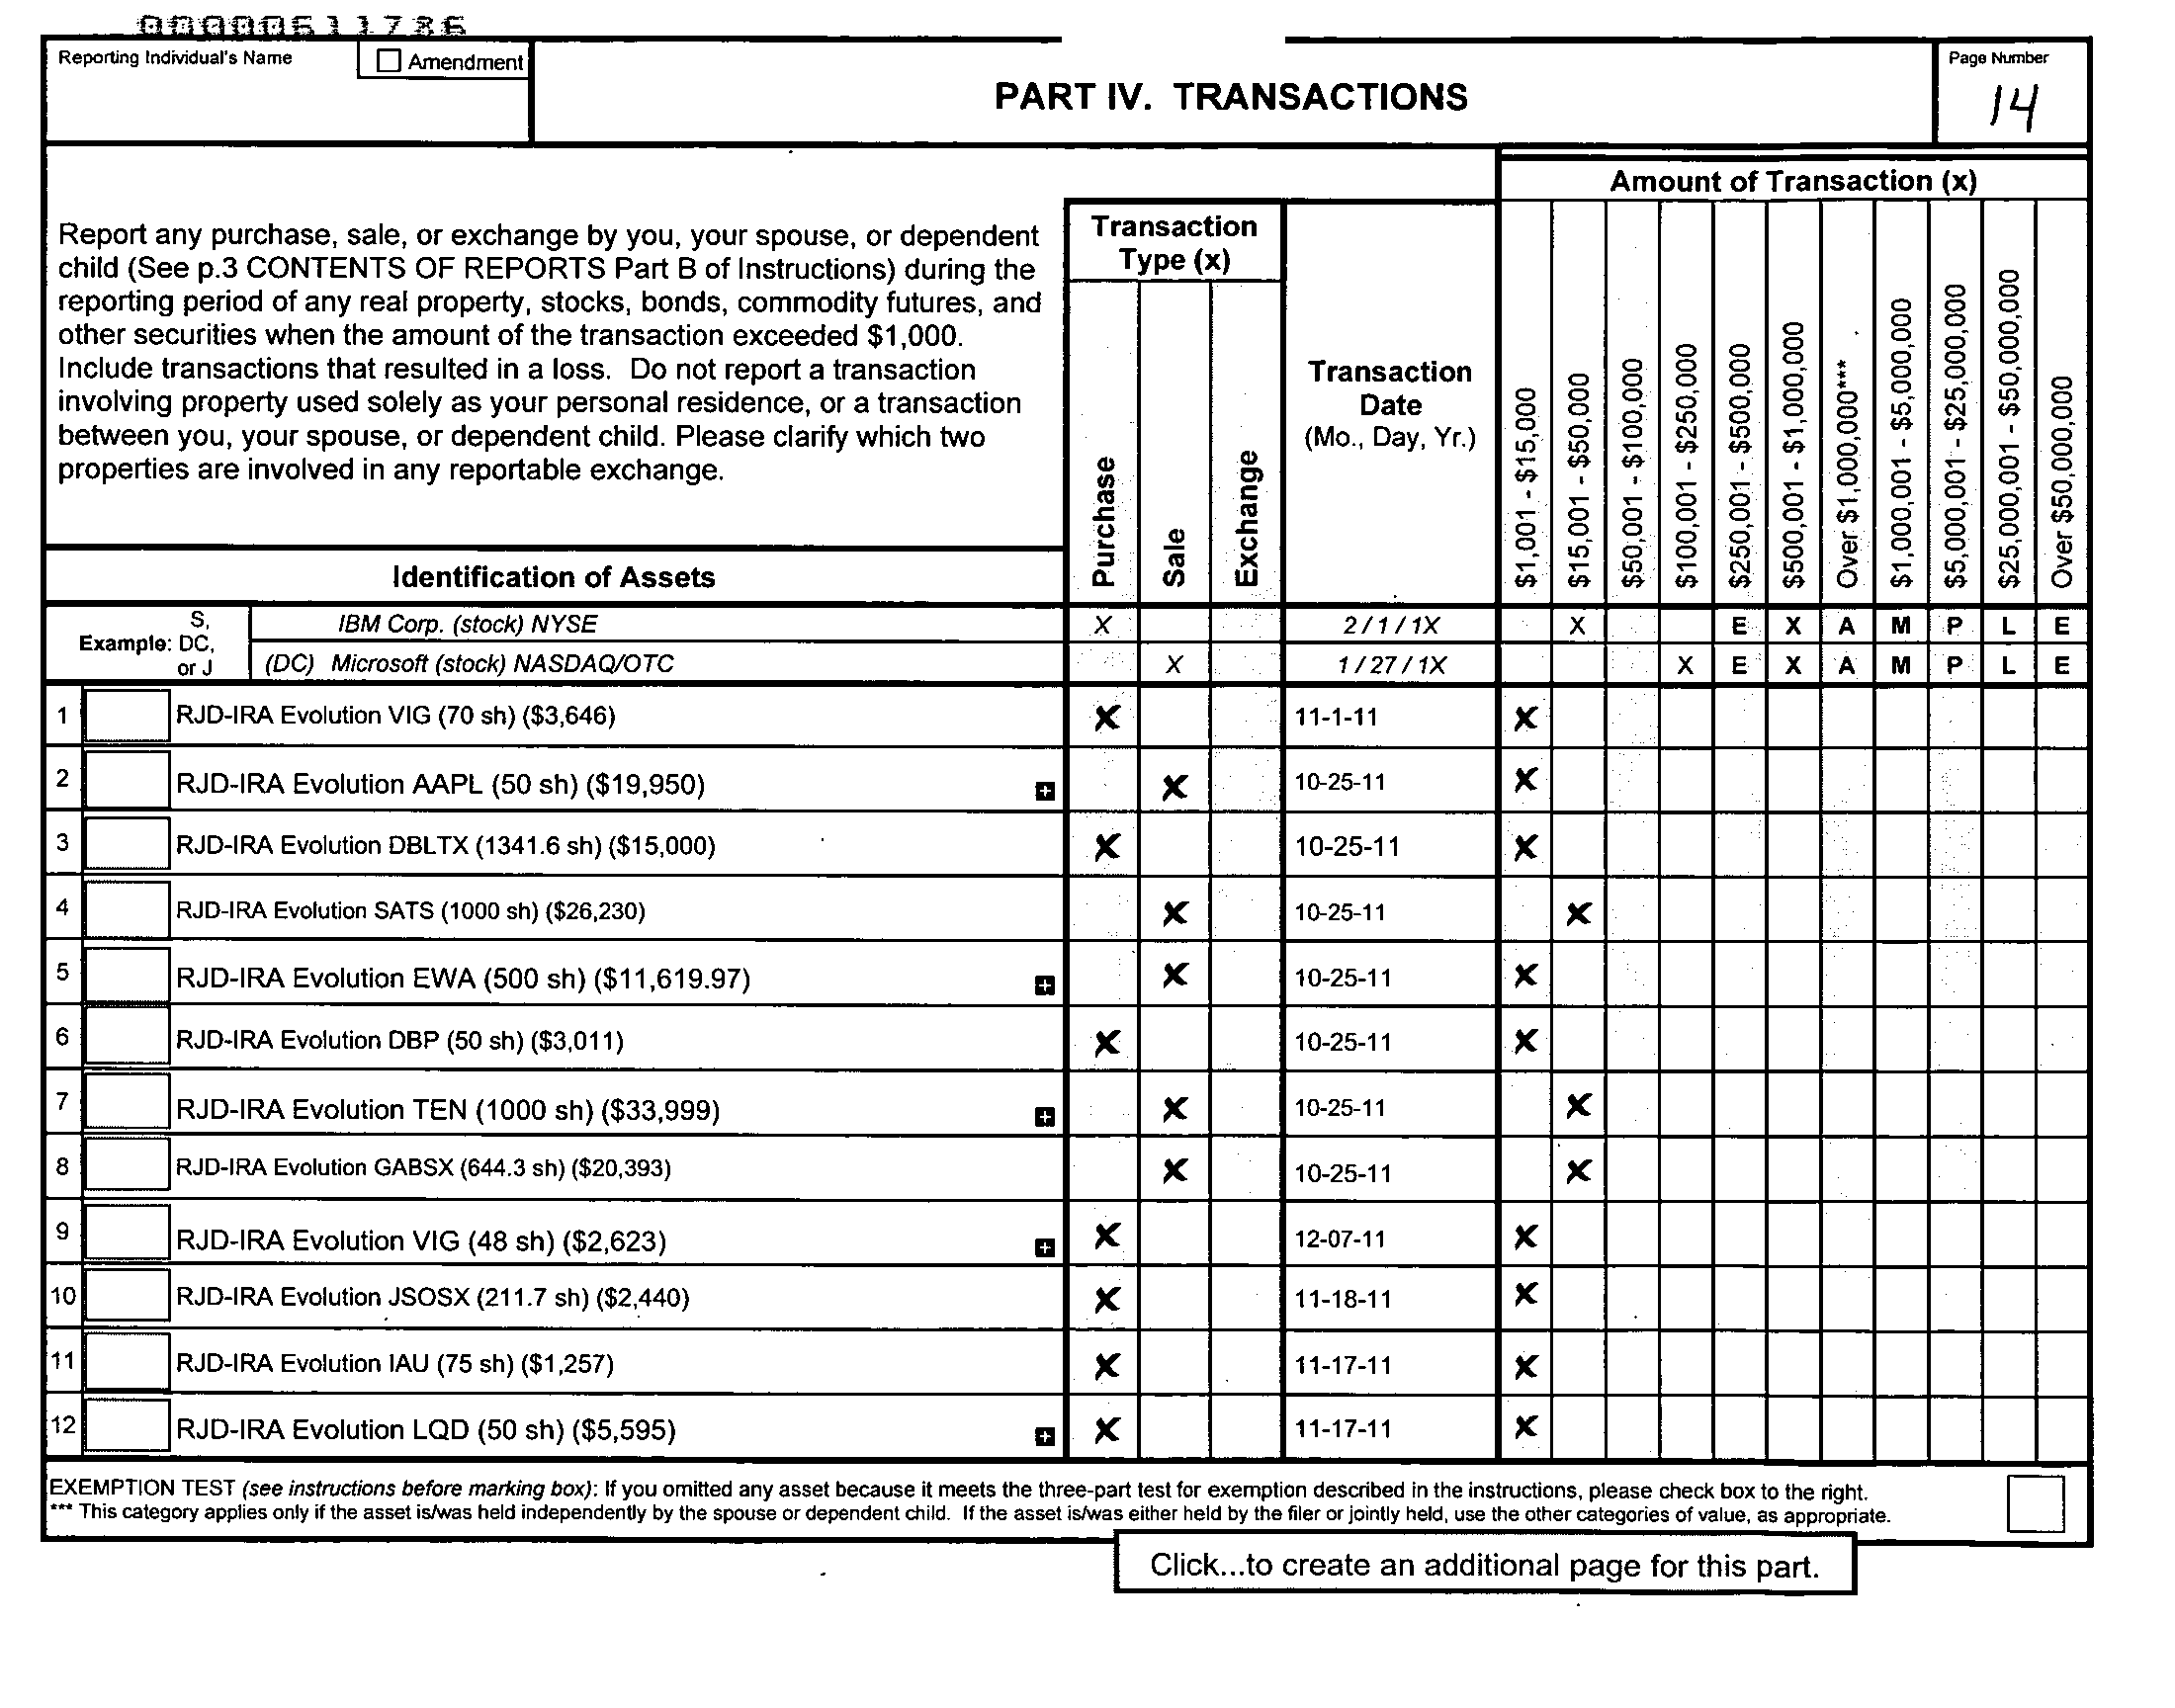 00000611786
Reporting Individual's Name
Amendment
PART IV. TRANSACTIONS
Page Number
14
Report any purchase, sale, or exchange by you, your spouse, or dependent
child (See p.3 CONTENTS OF REPORTS Part B of Instructions) during the
reporting period of any real property, stocks, bonds, commodity futures, and
other securities when the amount of the transaction exceeded $1,000.
Include transactions that resulted in a loss. Do not report a transaction
involving property used solely as your personal residence, or a transaction
between you, your spouse, or dependent child. Please clarify which two
properties are involved in any reportable exchange.
Identification of Assets
Transaction
Type (x)
Purchase
Sale
Exchange
Transaction
Date
(Mo., Day, Yr.)
Amount of Transaction (x)
$1,001 - $15,000
$15,001 - $50,000
$50,001 - $100,000
$100,001 - $250,000
$250,001 - $500,000
$500,001 - $1,000,000
Over $1,000,000***
$1,000,001 - $5,000,000
$5,000,001 - $25,000,000
$25,000,001 - $50,000,000
Over $50,000,000
Example:
S,
DC,
or J
IBM Corp. (stock) NYSE X 2 / 1 / 1X X E X A M P L E
(DC) Microsoft (stock) NASDAQ/OTC X 1 / 27 / 1X X E X A M P L E
1 RJD-IRA Evolution VIG (70 sh) ($3,646) X 11-1-11 X
2 RJD-IRA Evolution AAPL (50 sh) ($19,950) + X 10-25-11 X
3 RJD-IRA Evolution DBLTX (1341.6 sh) ($15,000) X 10-25-11 X
4 RJD-IRA Evolution SATS (1000 sh) ($26,230) X 10-25-11 X
5 RJD-IRA Evolution EWA (500 sh) ($11,619.97) + X 10-25-11 X
6 RJD-IRA Evolution DBP (50 sh) ($3,011) X 10-25-11 X
7 RJD-IRA Evolution TEN (1000 sh) ($33,999) + X 10-25-11 X
8 RJD-IRA Evolution GABSX (644.3 sh) ($20,393) X 10-25-11 X
9 RJD-IRA Evolution VIG (48 sh) ($2,623) + X 12-07-11 X
10 RJD-IRA Evolution JSOSX (211.7 sh) ($2,440) X 11-18-11 X
11 RJD-IRA Evolution IAU (75 sh) ($1,257) X 11-17-11 X
12 RJD-IRA Evolution LQD (50 sh) ($5,595) + X 11-17-11 X
EXEMPTION TEST (see instructions before marking box): If you omitted any asset because it meets the three-part test for exemption described in the instructions, please check box to the right.
*** This category applies only if the asset is/was held independently by the spouse or dependent child. If the asset is/was either held by the filer or jointly held, use the other categories of value, as appropriate.
Click...to create an additional page for this part.